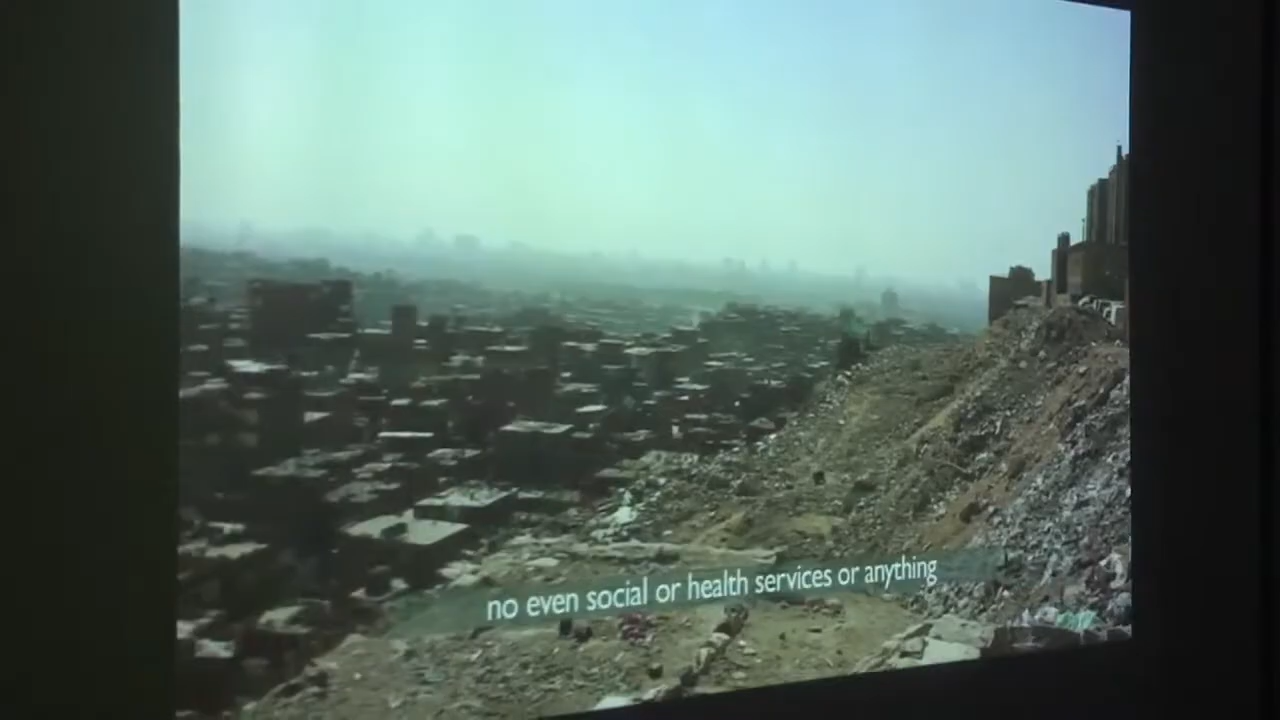 no even social or health services or anything